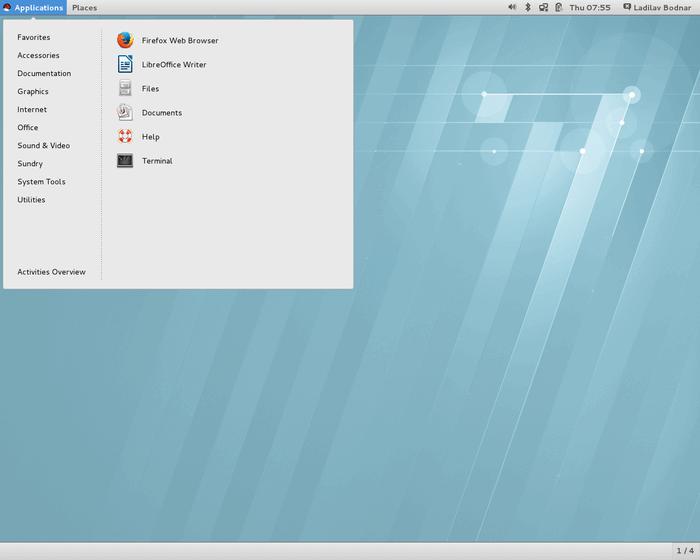 Applications Places Thu 07:55 Ladilav Bodnar
Favorites
Accessories
Documentation
Graphics
Internet
Office
Sound & Video
Sundry
System Tools
Utilities
Activities Overview
Firefox Web Browser
LibreOffice Writer
Files
Documents
Help
Terminal
7
1 / 4